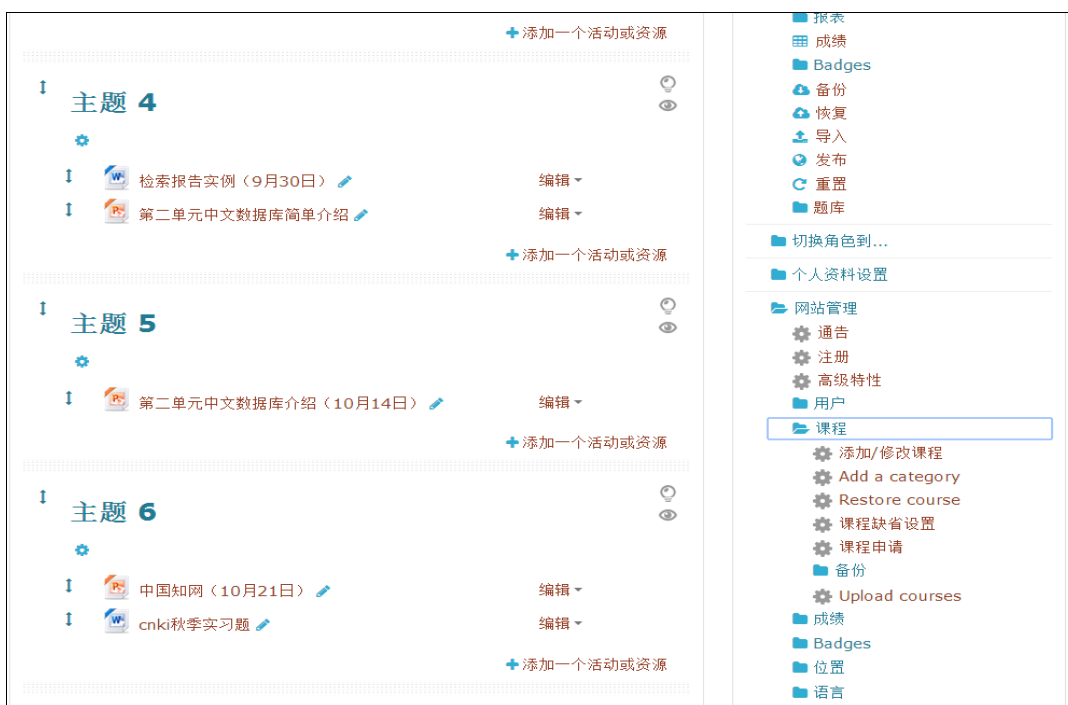 添加一个活动或资源
主题 4
检索报告实例（9月30日）
编辑
第二单元中文数据库简单介绍
编辑
添加一个活动或资源
主题 5
第二单元中文数据库介绍（10月14日）
编辑
添加一个活动或资源
主题 6
中国知网（10月21日）
编辑
cnki秋季实习题
编辑
添加一个活动或资源
报表
成绩
Badges
备份
恢复
导入
发布
重置
题库
切换角色到...
个人资料设置
网站管理
通告
注册
高级特性
用户
课程
添加/修改课程
Add a category
Restore course
课程缺省设置
课程申请
备份
Upload courses
成绩
Badges
位置
语言